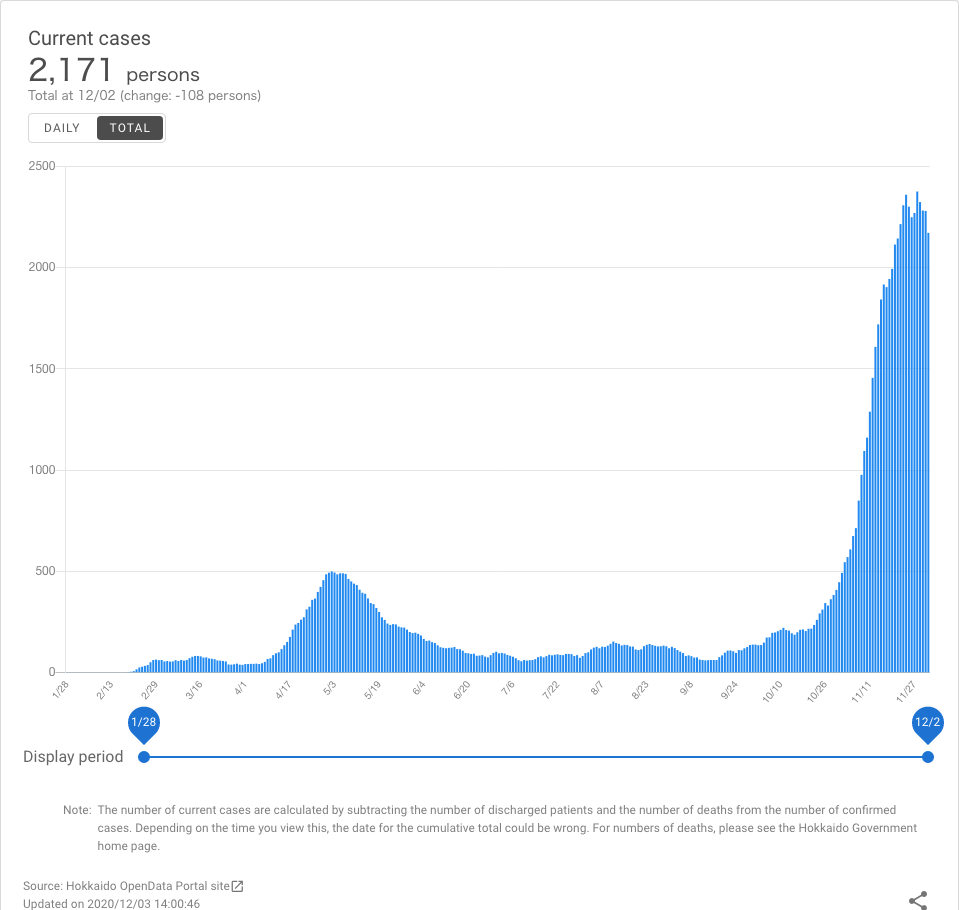 Current cases
2,171 persons
Total at 12/02 (change: -108 persons)
DAILY TOTAL
2500
2000
1500
1000
500
0
1/28 2/13 2/29 3/16 4/1 4/17 5/3 5/19 6/4 6/20 7/6 7/22 8/7 8/23 9/8 9/24 10/10 10/26 11/11 11/27
1/28 12/2
Display period
Note: The number of current cases are calculated by subtracting the number of discharged patients and the number of deaths from the number of confirmed
cases. Depending on the time you view this, the date for the cumulative total could be wrong. For numbers of deaths, please see the Hokkaido Government
home page.
Source: Hokkaido OpenData Portal site
Updated on 2020/12/03 14:00:46